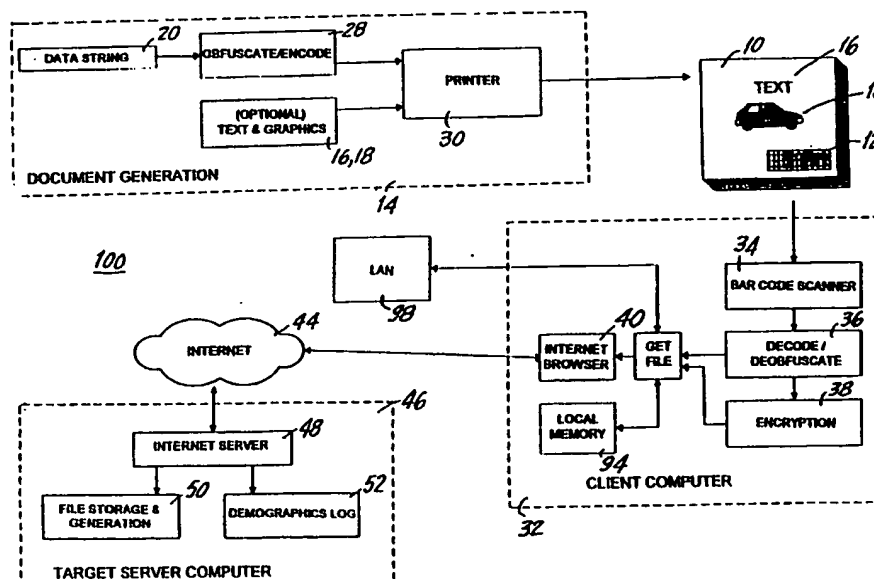 20
DATA STRING
28
OBFUSCATE/ENCODE
(OPTIONAL)
TEXT & GRAPHICS
16,18
PRINTER
30
DOCUMENT GENERATION
14
10
16
TEXT
100
LAN
98
44
INTERNET
34
BAR CODE SCANNER
36
DECODE /
DEOBFUSCATE
38
ENCRYPTION
40
INTERNET
BROWSER
GET
FILE
LOCAL
MEMORY
94
CLIENT COMPUTER
32
46
INTERNET SERVER
48
50
FILE STORAGE &
GENERATION
52
DEMOGRAPHICS LOG
TARGET SERVER COMPUTER